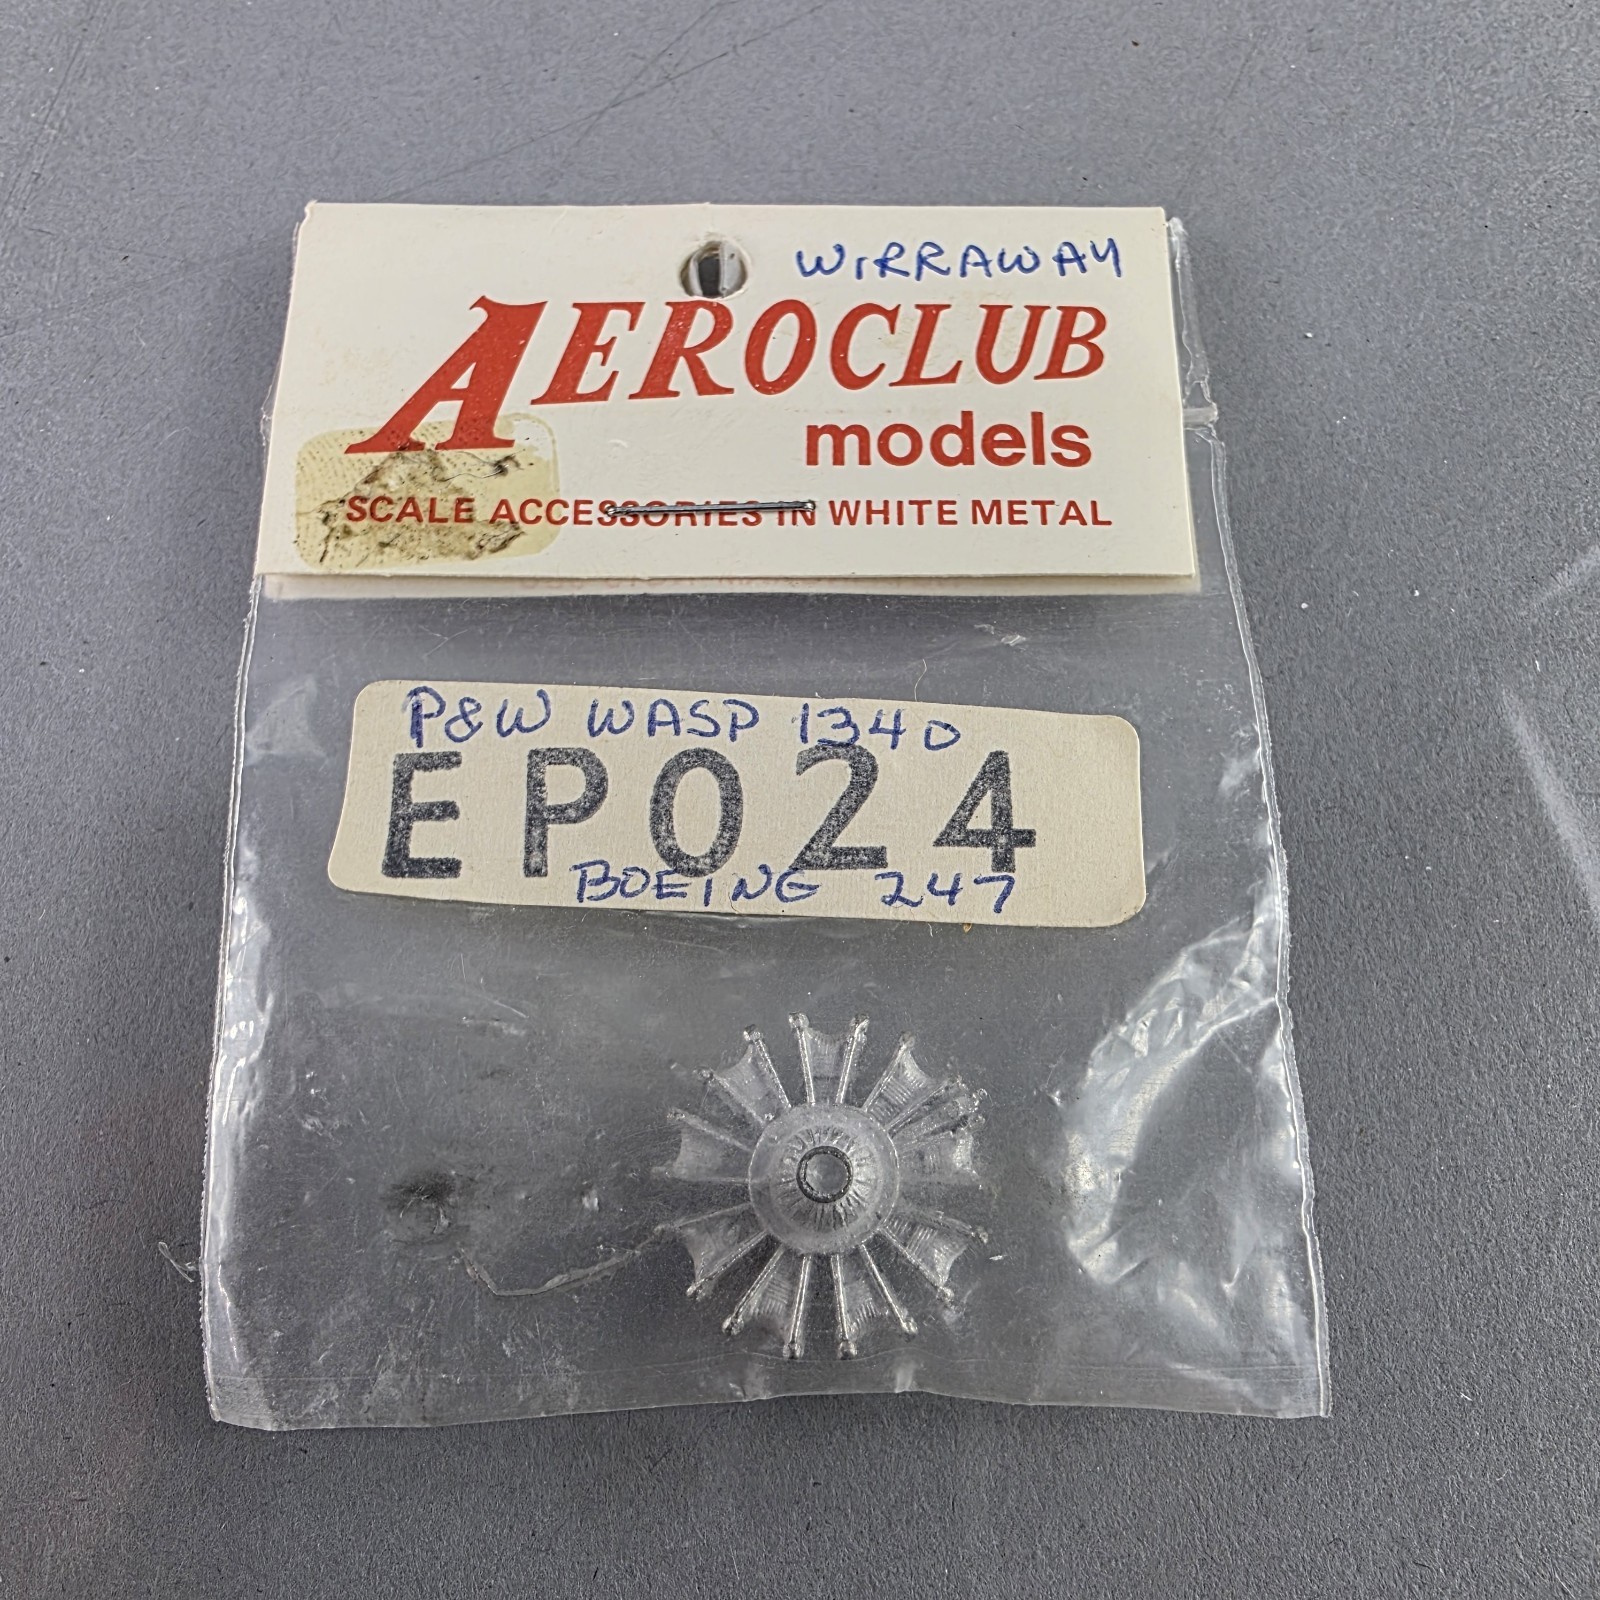 WIRRAWAY
AEROCLUB
models
SCALE ACCESSORIES IN WHITE METAL
P&W WASP 1340
EP024
BOEING 247